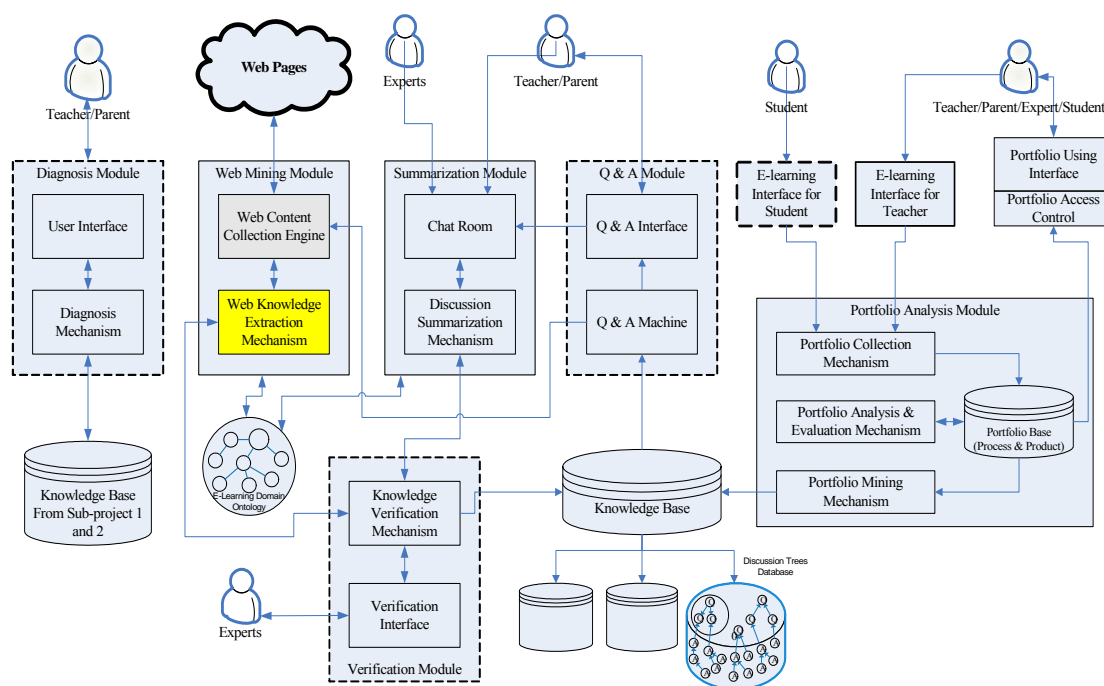 Web Pages
Experts
Teacher/Parent
Teacher/Parent
Student
Teacher/Parent/Expert/Student
Diagnosis Module
User Interface
Diagnosis
Mechanism
Knowledge Base
From Sub-project 1
and 2
Web Mining Module
Web Content
Collection Engine
Web Knowledge
Extraction
Mechanism
E-Learning Domain
Ontology
Summarization Module
Chat Room
Discussion
Summarization
Mechanism
Q & A Module
Q & A Interface
Q & A Machine
E-learning
Interface for
Student
E-learning
Interface for
Teacher
Portfolio Using
Interface
Portfolio Access
Control
Portfolio Analysis Module
Portfolio Collection
Mechanism
Portfolio Analysis &
Evaluation Mechanism
Portfolio Base
(Process & Product)
Portfolio Mining
Mechanism
Knowledge
Verification
Mechanism
Verification
Interface
Verification Module
Experts
Knowledge Base
Discussion Trees
Database
Q
Q
Q
Q
Q
Q
Q
Q
A
A
A
A
A
A
A
A
A
A
A
A